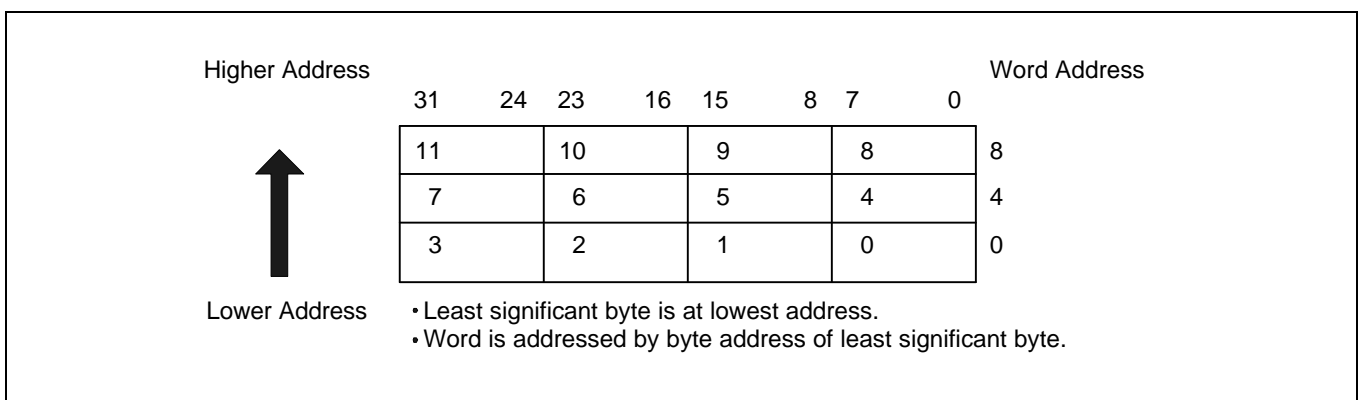 Higher Address Word Address
31 24 23 16 15 8 7 0
11 10 9 8 8
7 6 5 4 4
3 2 1 0 0
Lower Address • Least significant byte is at lowest address.
• Word is addressed by byte address of least significant byte.